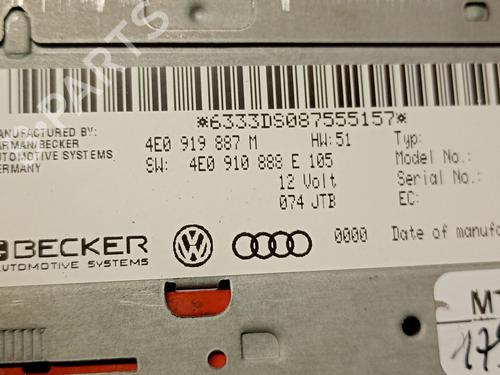 *6333DS087555157*
MANUFACTURED BY:
HARMAN/BECKER
AUTOMOTIVE SYSTEMS
GERMANY
4E0 919 887 M HW: 51
SW: 4E0 910 888 E 105
12 Volt
074 JTB
Typ:
Model No.:
Serial No.:
EC:
BECKER
AUTOMOTIVE SYSTEMS
0000 Date of manufa
PARTS